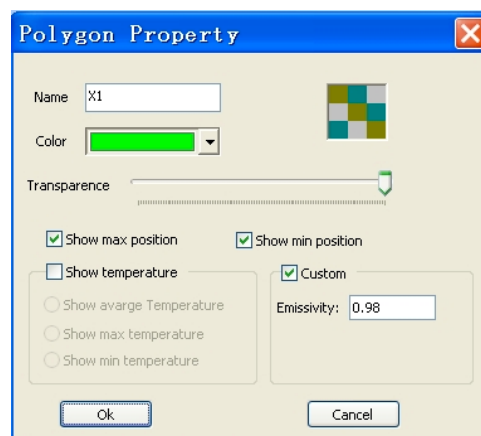 Polygon Property
Name X1
Color
Transparence
Show max position Show min position
Show temperature Custom
Show avarge Temperature Emissivity: 0.98
Show max temperature
Show min temperature
Ok Cancel